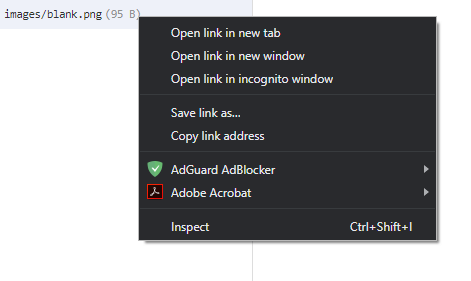 images/blank.png (95 B)
Open link in new tab
Open link in new window
Open link in incognito window
Save link as...
Copy link address
AdGuard AdBlocker
Adobe Acrobat
Inspect Ctrl+Shift+I